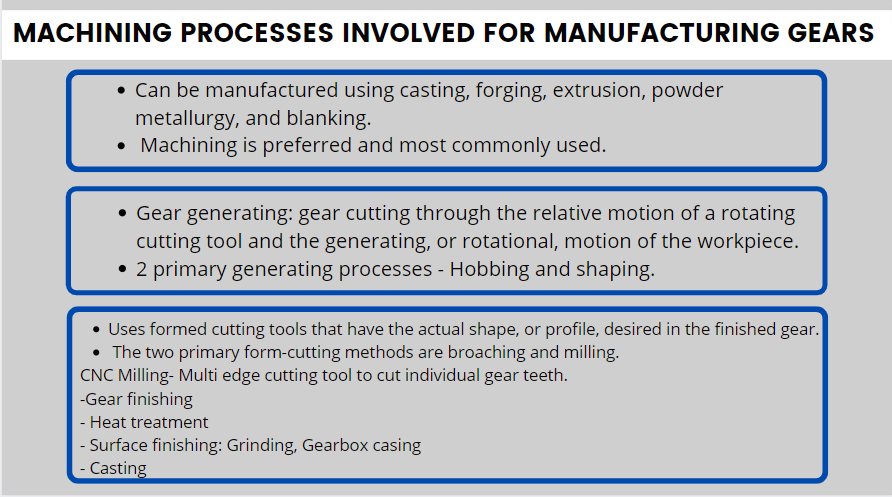 MACHINING PROCESSES INVOLVED FOR MANUFACTURING GEARS
• Can be manufactured using casting, forging, extrusion, powder
metallurgy, and blanking.
• Machining is preferred and most commonly used.
• Gear generating: gear cutting through the relative motion of a rotating
cutting tool and the generating, or rotational, motion of the workpiece.
• 2 primary generating processes - Hobbing and shaping.
• Uses formed cutting tools that have the actual shape, or profile, desired in the finished gear.
• The two primary form-cutting methods are broaching and milling.
CNC Milling- Multi edge cutting tool to cut individual gear teeth.
-Gear finishing
- Heat treatment
- Surface finishing: Grinding, Gearbox casing
- Casting